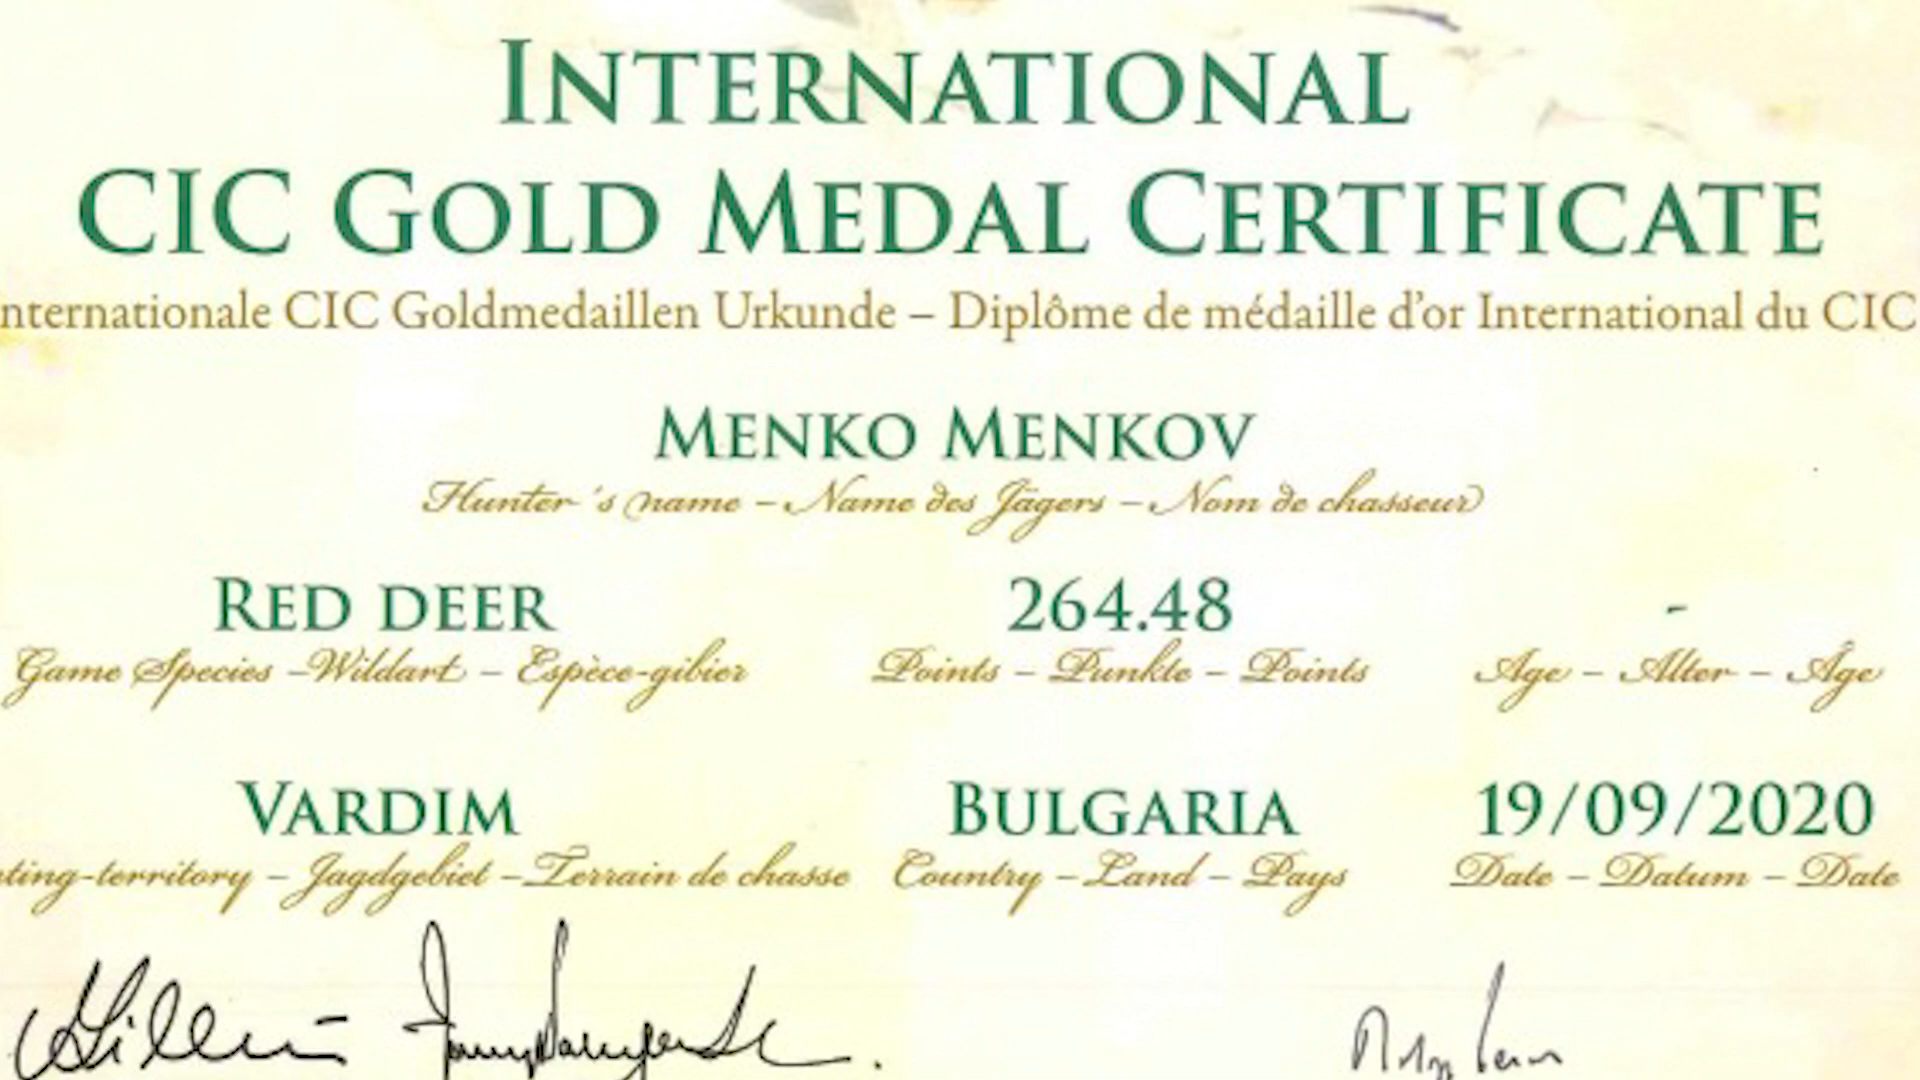 INTERNATIONAL
CIC GOLD MEDAL CERTIFICATE
nternationale CIC Goldmedaillen Urkunde – Diplôme de médaille d'or International du CIC
MENKO MENKOV
Hunter 's name – Name des Jägers – Nom de chasseur
RED DEER 264.48 -
Game Species –Wildart – Espèce-gibier Points – Punkte – Points Age – Alter – Âge
VARDIM BULGARIA 19/09/2020
ting-territory – Jagdgebiet –Terrain de chasse Country –Land – Pays Date – Datum – Date